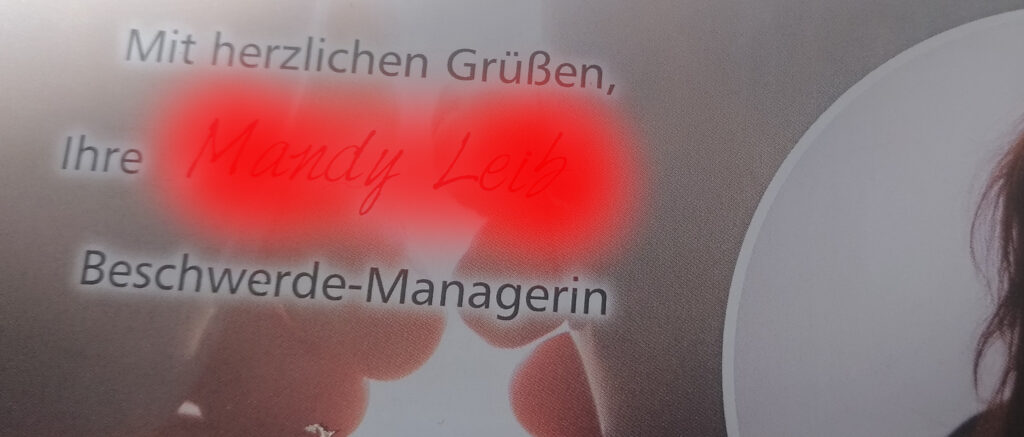 Mit herzlichen Grüßen,
Ihre Mandy Leib
Beschwerde-Managerin